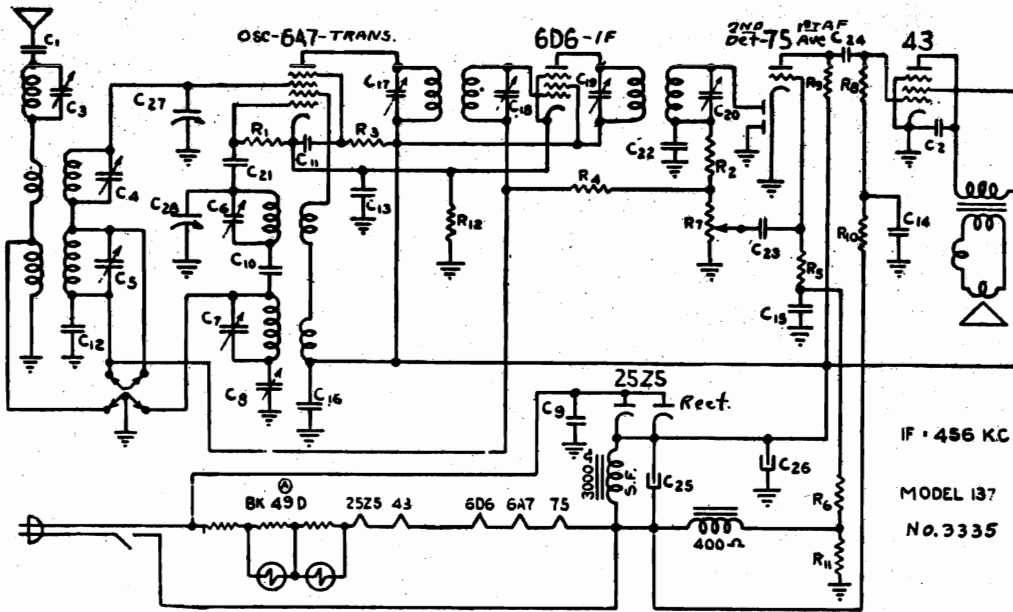 OSC-6A7-TRANS.
6D6-IF
2ND DET-75 1ST AF AVC
43
C1
C3
C27
C17
C18
C19
C20
C24
R9
R8
C4
R1
C11
R3
C22
R2
C2
C21
C28
C6
C13
R12
R4
R7
C23
R5
R10
C14
C5
C10
C7
C15
C12
C8
C16
25Z5
Rect.
C9
3000Ω
S.F.
C25
C26
IF = 456 KC
A
BK 49D
25Z5
43
6D6
6A7
75
R6
MODEL 137
400Ω
R11
NO. 3335